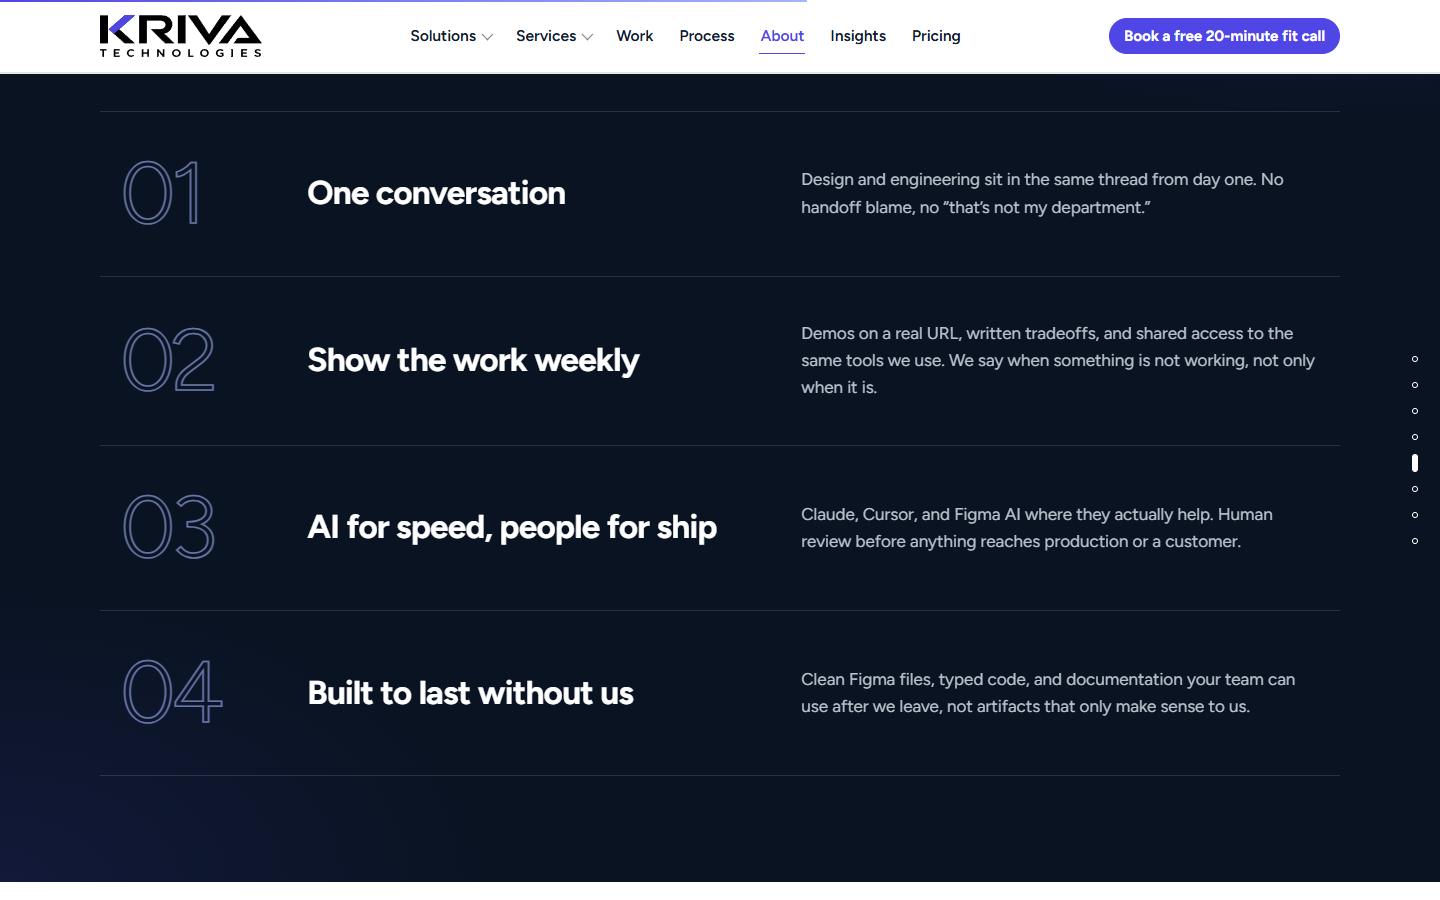 KRIVA
TECHNOLOGIES
Solutions
Services
Work
Process
About
Insights
Pricing
Book a free 20-minute fit call
01
One conversation
Design and engineering sit in the same thread from day one. No
handoff blame, no “that’s not my department.”
02
Show the work weekly
Demos on a real URL, written tradeoffs, and shared access to the
same tools we use. We say when something is not working, not only
when it is.
03
AI for speed, people for ship
Claude, Cursor, and Figma AI where they actually help. Human
review before anything reaches production or a customer.
04
Built to last without us
Clean Figma files, typed code, and documentation your team can
use after we leave, not artifacts that only make sense to us.